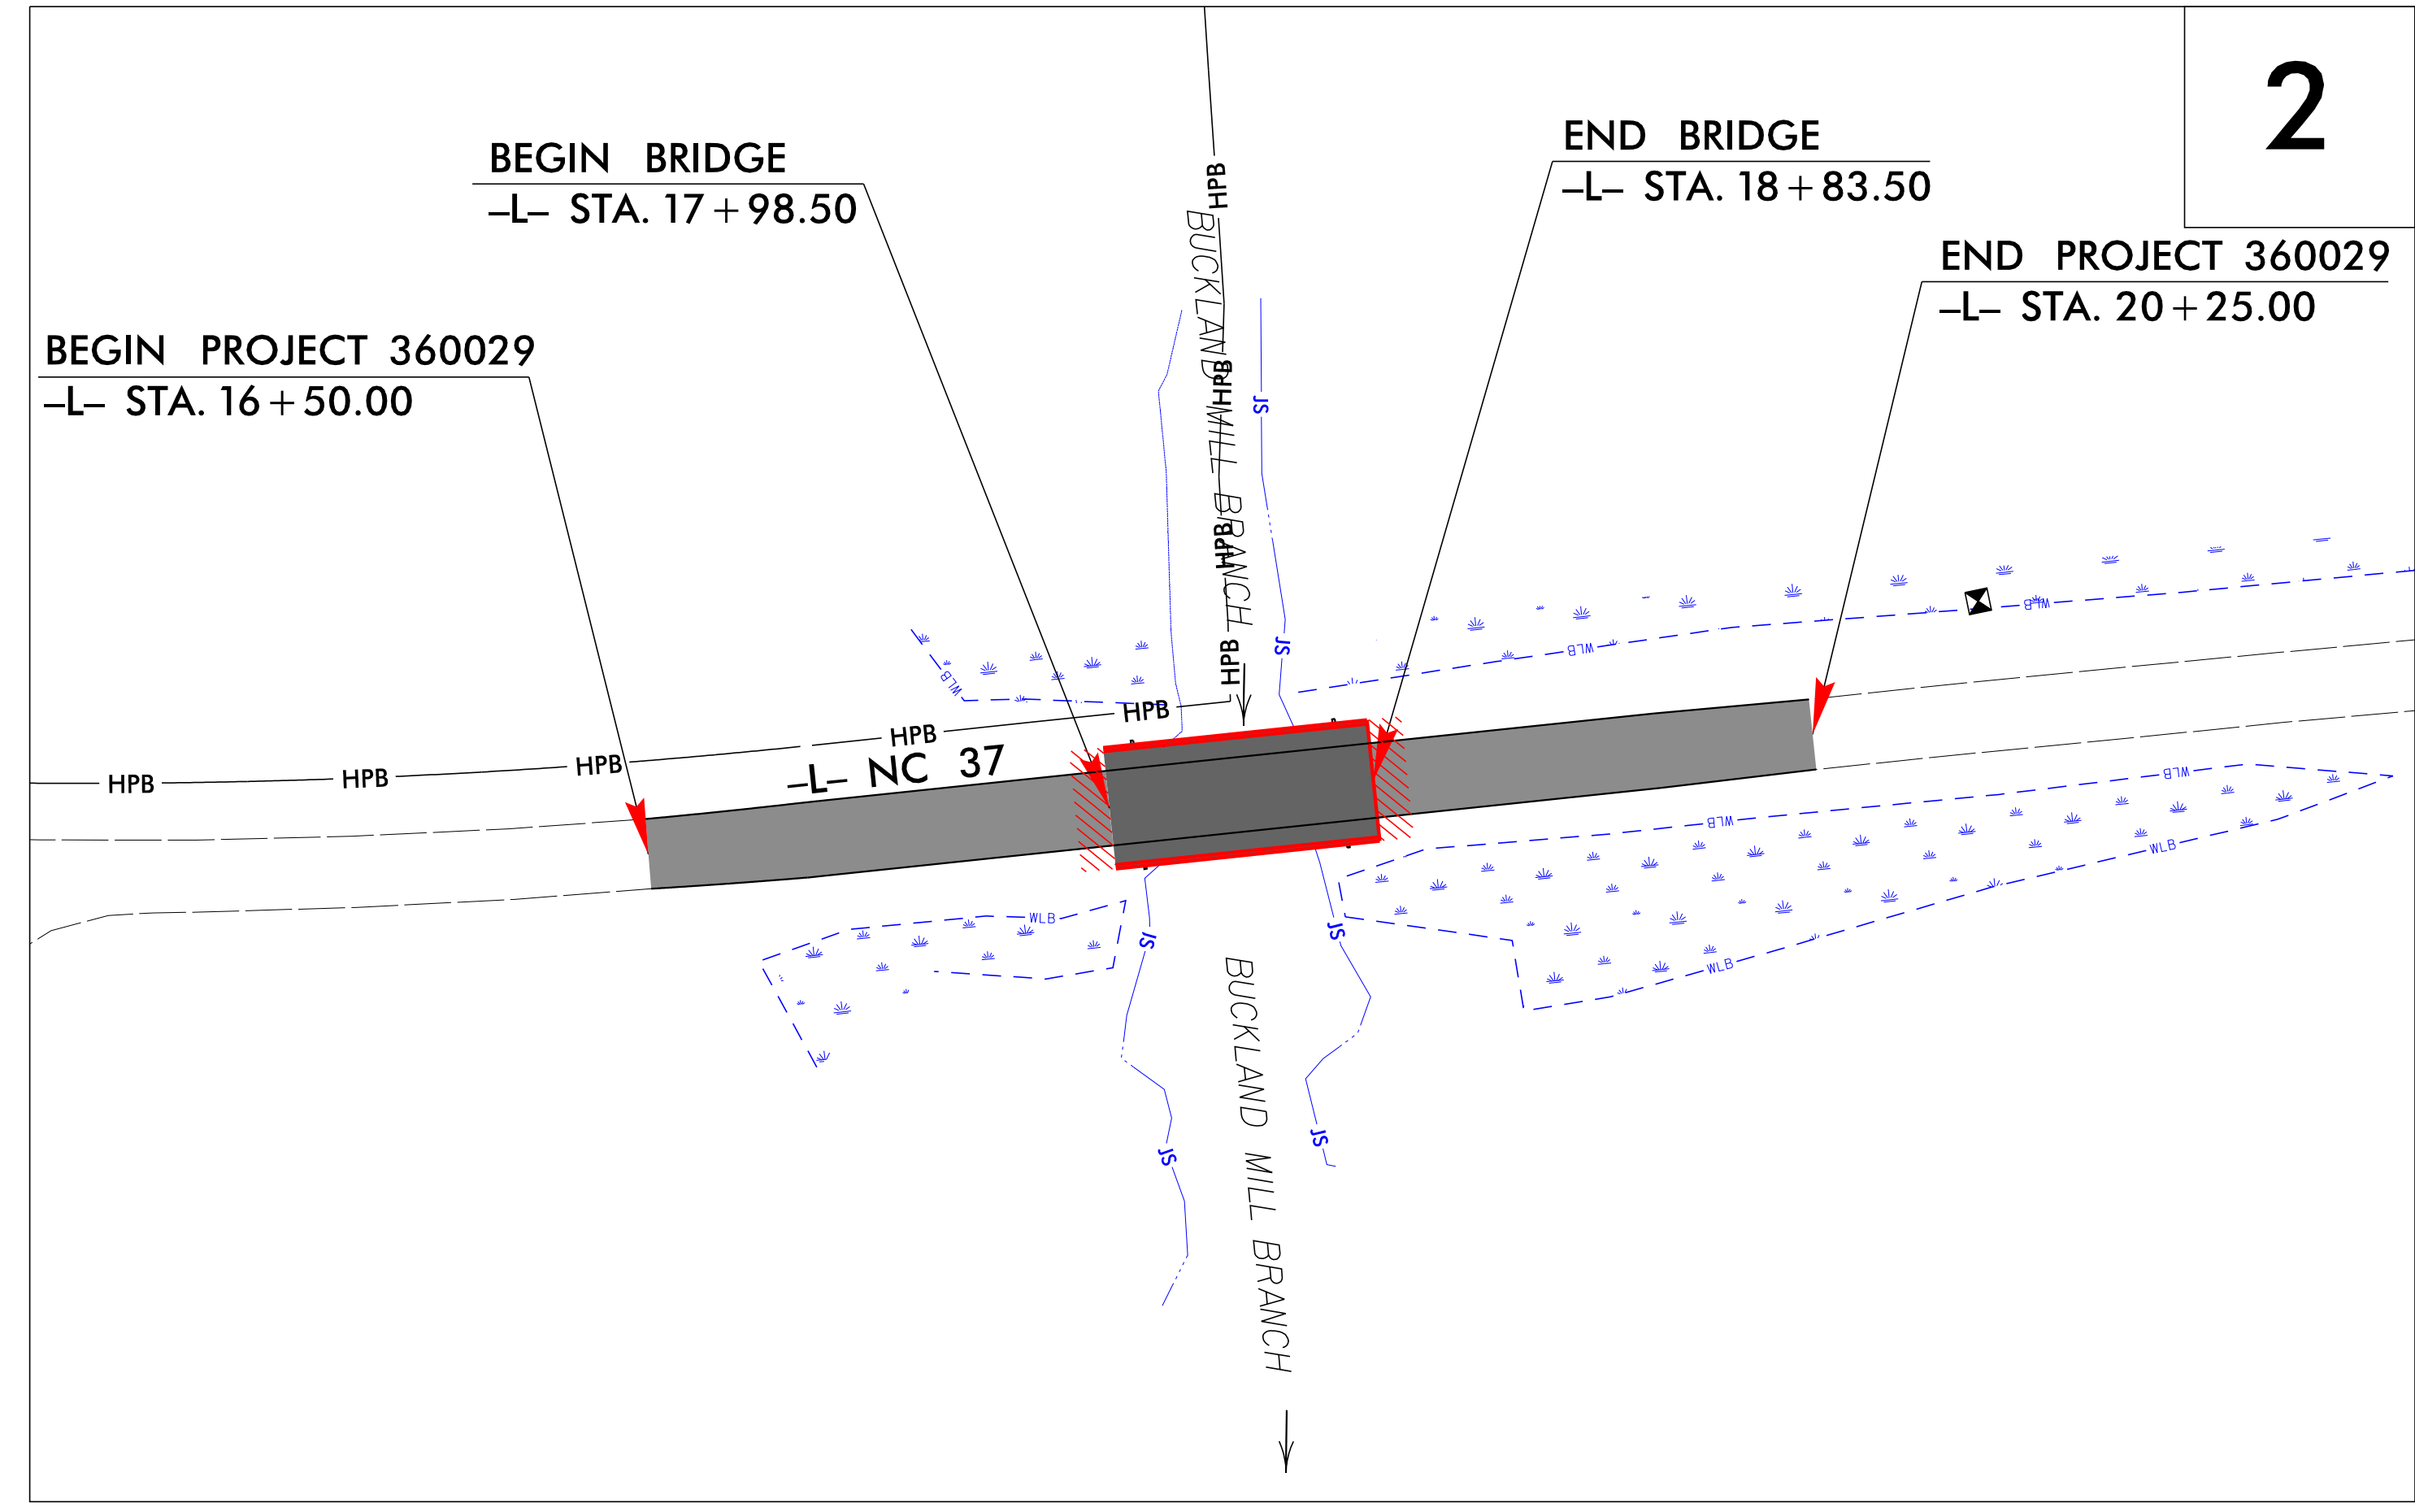 2
BEGIN BRIDGE
–L– STA. 17+98.50
END BRIDGE
–L– STA. 18+83.50
END PROJECT 360029
–L– STA. 20+25.00
BEGIN PROJECT 360029
–L– STA. 16+50.00
HPB
BUCKLAND MILL BRANCH
HPB
JS
HPB
HPB
JS
WLB
WLB
WLB
HPB
HPB
HPB
HPB
HPB
–L– NC 37
WLB
WLB
WLB
WLB
WLB
JS
JS
BUCKLAND MILL BRANCH
JS
JS